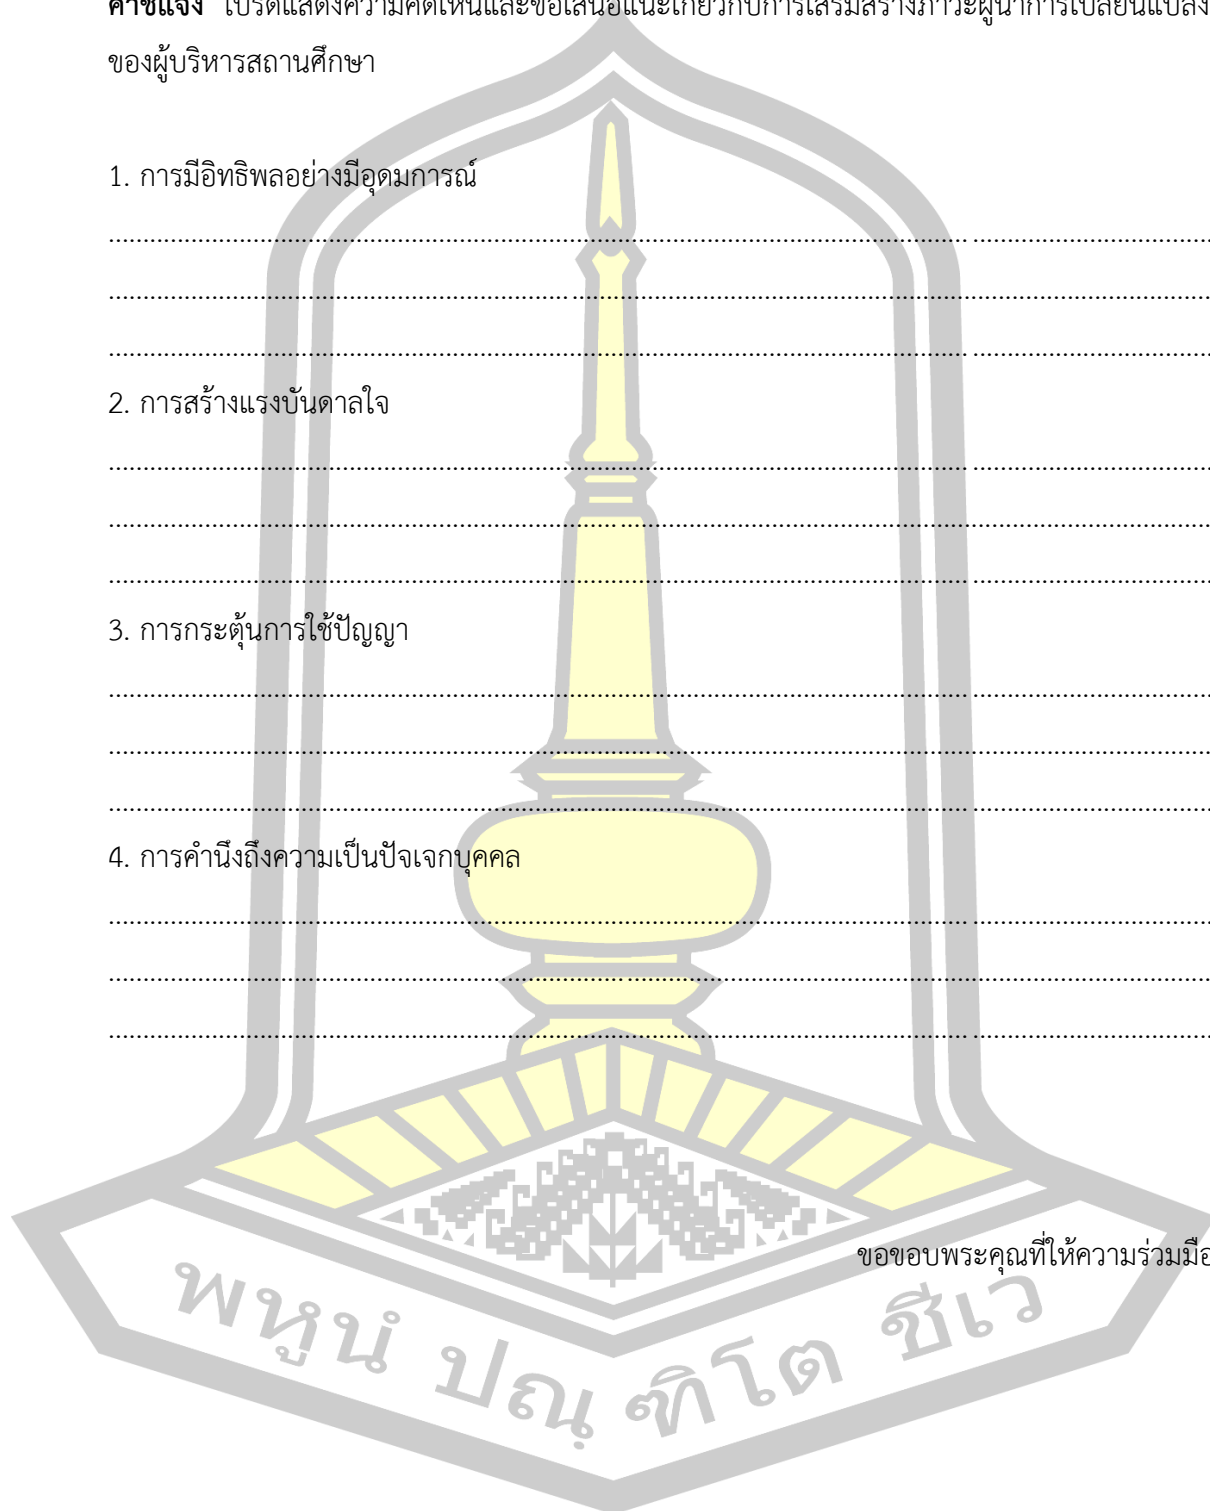 คำชี้แจง โปรดแสดงความคิดเห็นและข้อเสนอแนะเกี่ยวกับการเสริมสร้างภาวะผู้นำการเปลี่ยนแปลง
ของผู้บริหารสถานศึกษา
1. การมีอิทธิพลอย่างมีอุดมการณ์
2. การสร้างแรงบันดาลใจ
3. การกระตุ้นการใช้ปัญญา
4. การคำนึงถึงความเป็นปัจเจกบุคคล
ขอขอบพระคุณที่ให้ความร่วมมือ
พหูนํ ปณฺฑิโต ชีเว